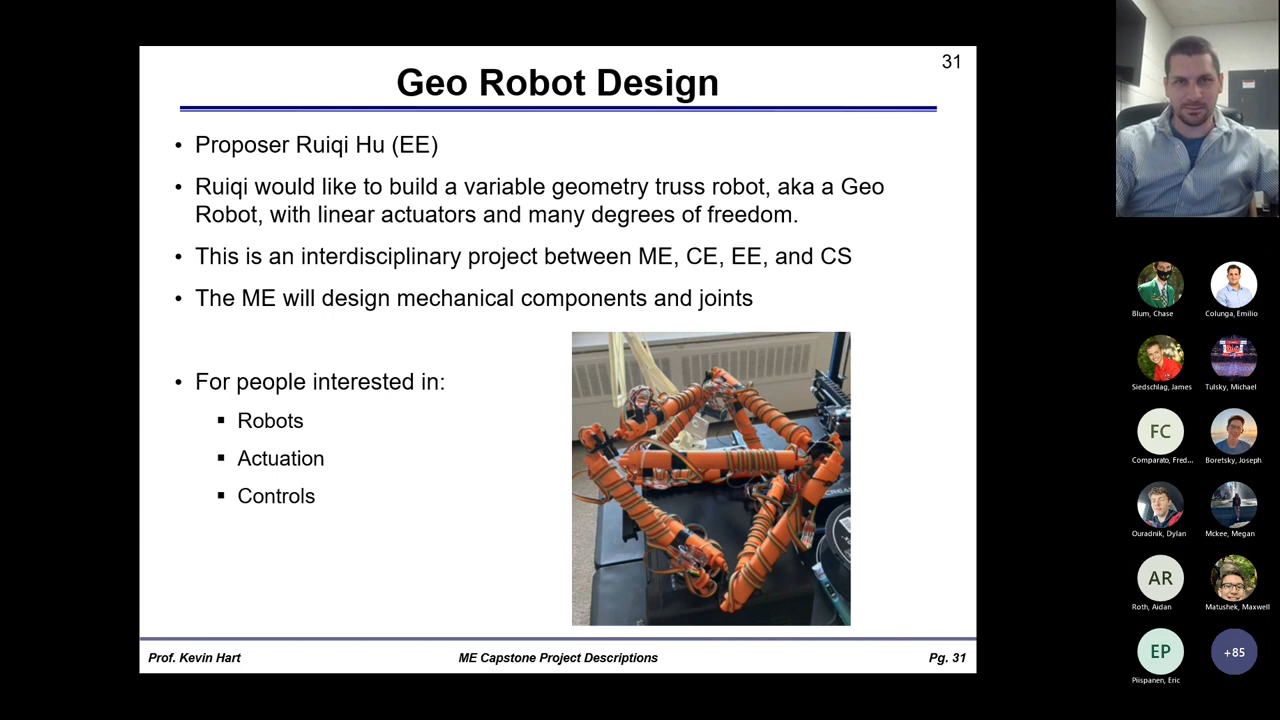 31
Geo Robot Design
• Proposer Ruiqi Hu (EE)
• Ruiqi would like to build a variable geometry truss robot, aka a Geo
Robot, with linear actuators and many degrees of freedom.
• This is an interdisciplinary project between ME, CE, EE, and CS
• The ME will design mechanical components and joints
• For people interested in:
▪ Robots
▪ Actuation
▪ Controls
Prof. Kevin Hart
ME Capstone Project Descriptions
Pg. 31
Blum, Chase
Colunga, Emilio
Siedschlag, James
Tulsky, Michael
FC
Comparato, Fred...
Boretsky, Joseph
Ouradnik, Dylan
Mckee, Megan
AR
Roth, Aidan
Matushek, Maxwell
EP
Piispanen, Eric
+85